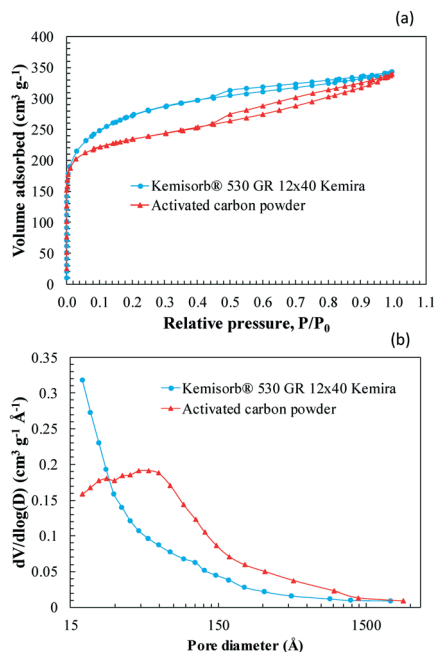 (a)
400
350
300
250
200
150
100
50
0
Volume adsorbed (cm³ g-¹)
Kemisorb® 530 GR 12x40 Kemira
Activated carbon powder
0.0 0.1 0.2 0.3 0.4 0.5 0.6 0.7 0.8 0.9 1.0
Relative pressure, P/P₀
(b)
0.35
0.3
0.25
0.2
0.15
0.1
0.05
0
dV/dlog(D) (cm³ g-¹ Å-¹)
Kemisorb® 530 GR 12x40 Kemira
Activated carbon powder
15 150 1500
Pore diameter (Å)